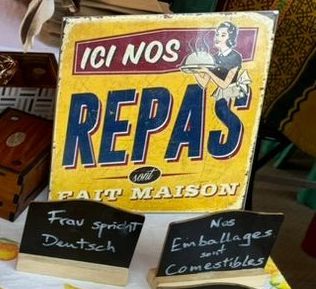 ICI NOS
REPAS
sont
FAIT MAISON
Frau spricht
Deutsch
Nos
Emballages
sont
Comestibles